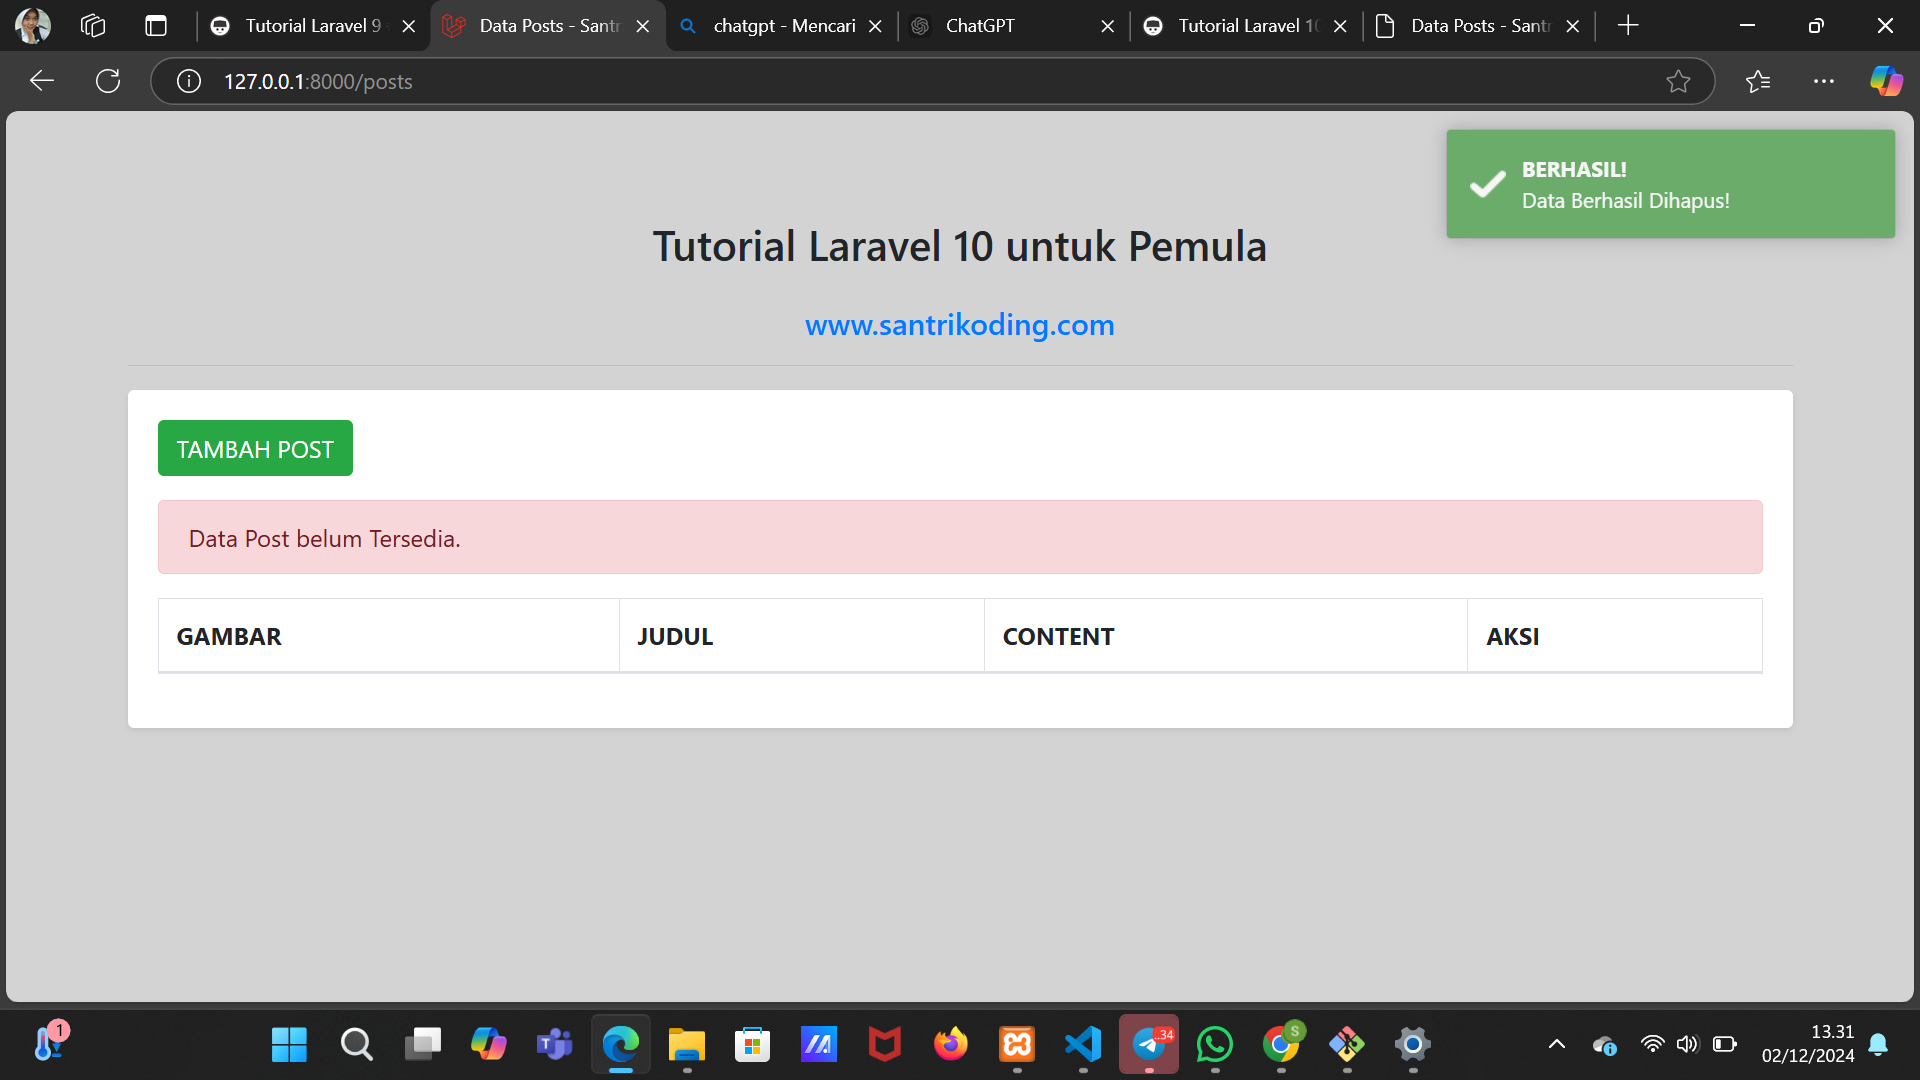 Tutorial Laravel 9
Data Posts - Santr
chatgpt - Mencari
ChatGPT
Tutorial Laravel 10
Data Posts - Santr
127.0.0.1:8000/posts
BERHASIL!
Data Berhasil Dihapus!
Tutorial Laravel 10 untuk Pemula
www.santrikoding.com
TAMBAH POST
Data Post belum Tersedia.
GAMBAR JUDUL CONTENT AKSI
1
..34
S
13.31
02/12/2024